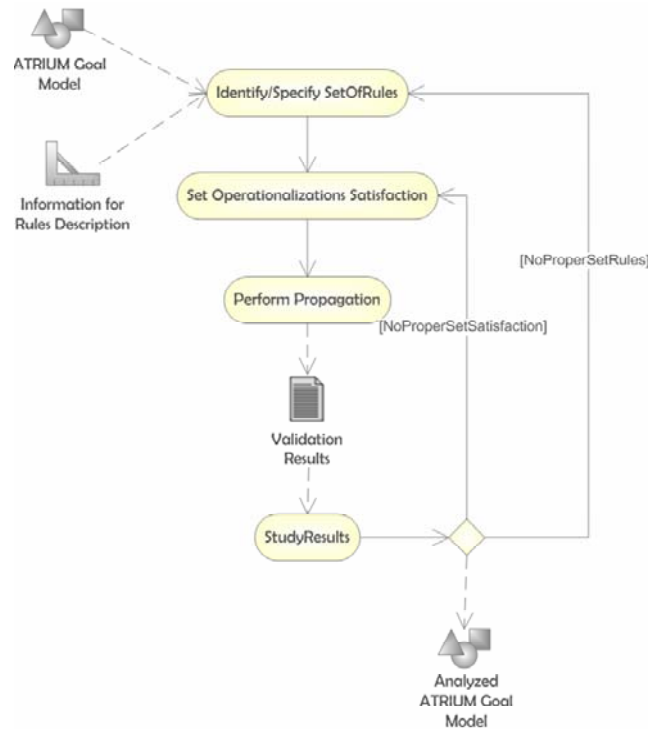 ATRIUM Goal
Model
Identify/Specify SetOfRules
Information for
Rules Description
Set Operationalizations Satisfaction
[NoProperSetRules]
Perform Propagation
[NoProperSetSatisfaction]
Validation
Results
StudyResults
Analyzed
ATRIUM Goal
Model